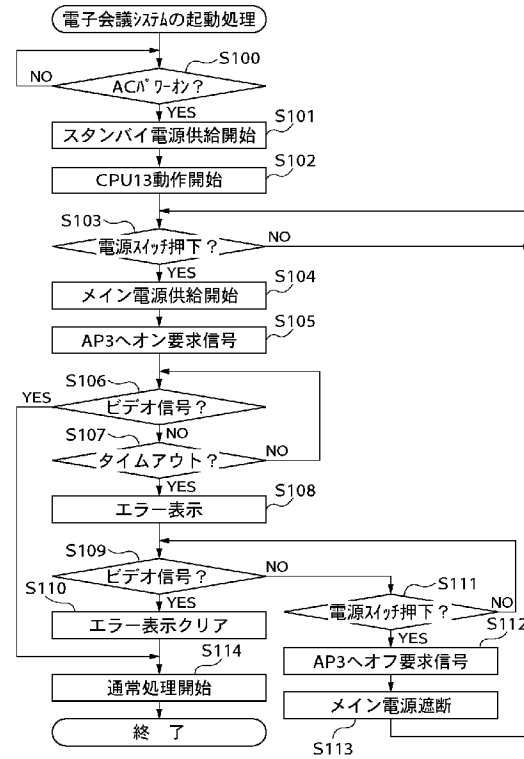 電子会議システムの起動処理
S100
ACパワーオン？
NO
YES
S101
スタンバイ電源供給開始
S102
CPU13動作開始
S103
電源スイッチ押下？
NO
YES
S104
メイン電源供給開始
S105
AP3へオン要求信号
S106
YES
ビデオ信号？
NO
S107
タイムアウト？
NO
YES
S108
エラー表示
S109
ビデオ信号？
NO
YES
S110
エラー表示クリア
S111
電源スイッチ押下？
NO
YES
S112
AP3へオフ要求信号
メイン電源遮断
S113
S114
通常処理開始
終 了